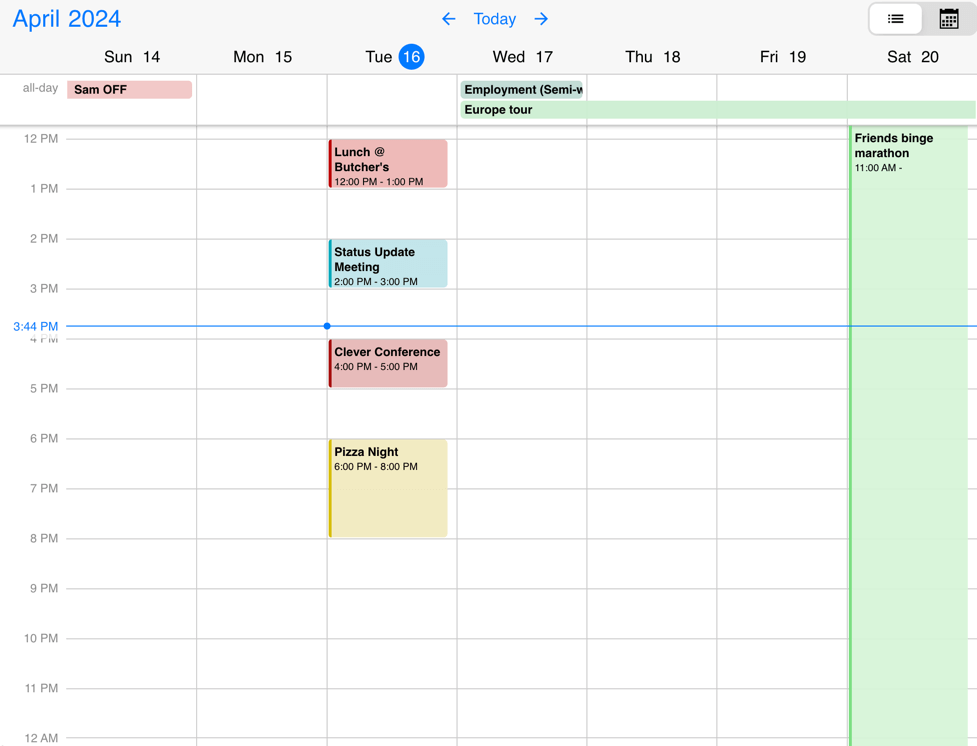 April 2024
Today
Sun 14
Mon 15
Tue 16
Wed 17
Thu 18
Fri 19
Sat 20
all-day
Sam OFF
Employment (Semi-w
Europe tour
12 PM
1 PM
2 PM
3 PM
3:44 PM
4 PM
5 PM
6 PM
7 PM
8 PM
9 PM
10 PM
11 PM
12 AM
Lunch @
Butcher's
12:00 PM - 1:00 PM
Status Update
Meeting
2:00 PM - 3:00 PM
Clever Conference
4:00 PM - 5:00 PM
Pizza Night
6:00 PM - 8:00 PM
Friends binge
marathon
11:00 AM -